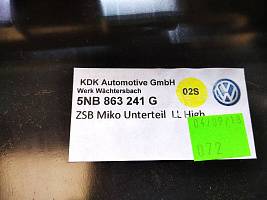 KDK Automotive GmbH
Werk Wächtersbach
02S
5NB 863 241 G
ZSB Miko Unterteil LL High
072